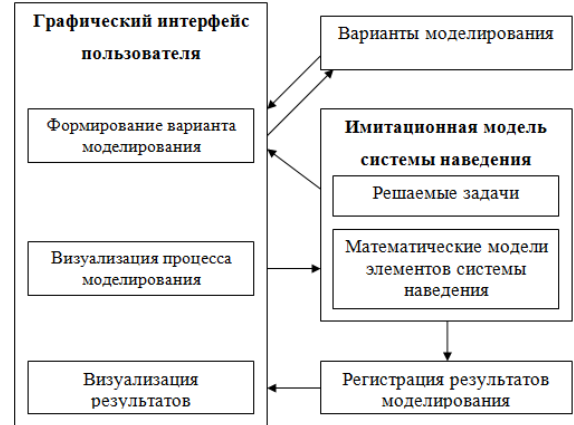 Графический интерфейс
пользователя
Варианты моделирования
Формирование варианта
моделирования
Имитационная модель
системы наведения
Решаемые задачи
Визуализация процесса
моделирования
Математические модели
элементов системы
наведения
Визуализация
результатов
Регистрация результатов
моделирования